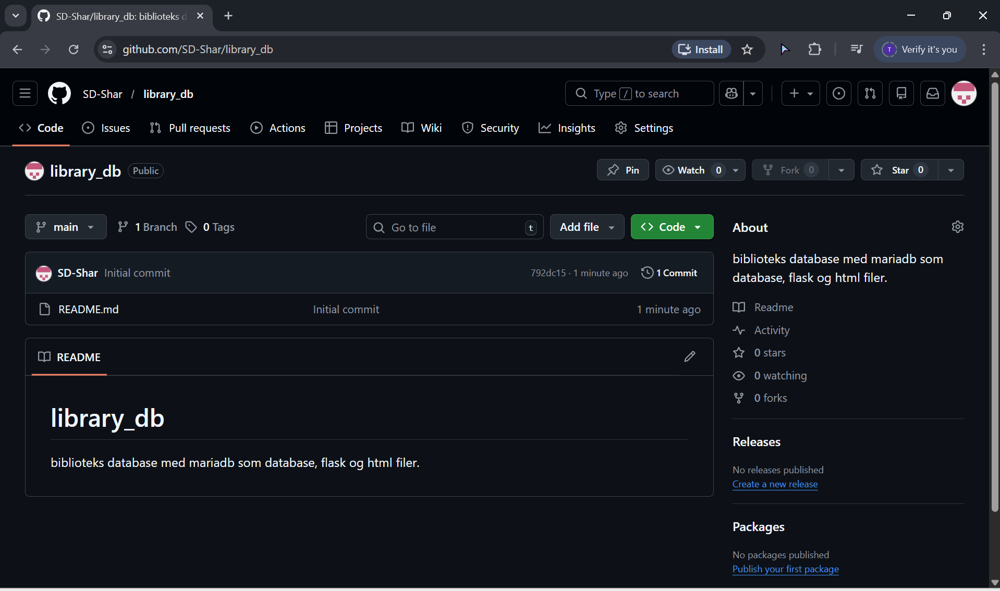 SD-Shar/library_db: biblioteks d
github.com/SD-Shar/library_db
Install
T
Verify it's you
SD-Shar / library_db
Type / to search
Code
Issues
Pull requests
Actions
Projects
Wiki
Security
Insights
Settings
library_db
Public
Pin
Watch 0
Fork 0
Star 0
main
1 Branch
0 Tags
Go to file
t
Add file
Code
About
biblioteks database med mariadb som
database, flask og html filer.
SD-Shar Initial commit
792dc15 · 1 minute ago
1 Commit
README.md
Initial commit
1 minute ago
Readme
Activity
0 stars
0 watching
0 forks
README
library_db
biblioteks database med mariadb som database, flask og html filer.
Releases
No releases published
Create a new release
Packages
No packages published
Publish your first package